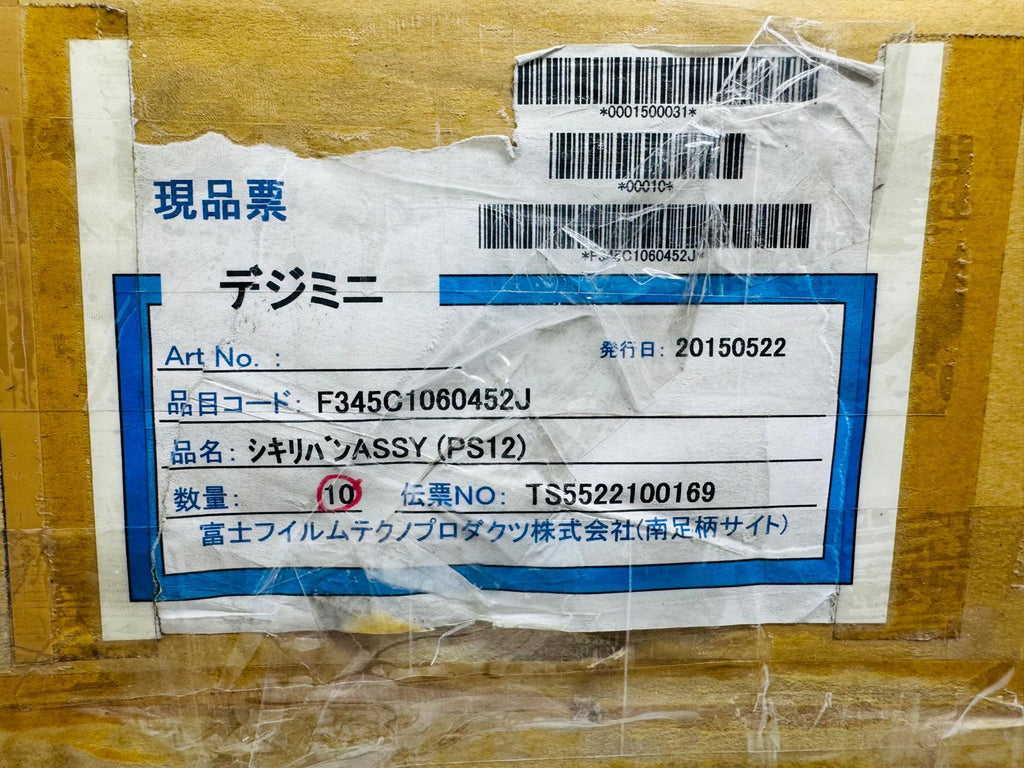 *0001500031*
*00010*
*F345C1060452J*
現品票
デジミニ
Art No. :
発行日: 20150522
品目コード: F345C1060452J
品名: シキリバンASSY (PS12)
数量: 10 伝票NO: TS5522100169
富士フイルムテクノプロダクツ株式会社(南足柄サイト)